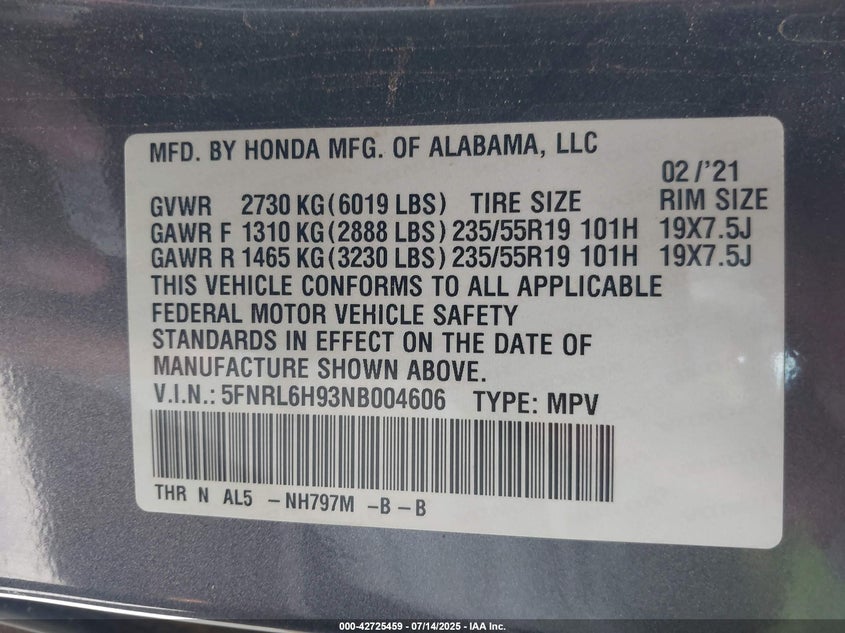 MFD. BY HONDA MFG. OF ALABAMA, LLC
02/'21
GVWR 2730 KG(6019 LBS) TIRE SIZE RIM SIZE
GAWR F 1310 KG(2888 LBS) 235/55R19 101H 19X7.5J
GAWR R 1465 KG(3230 LBS) 235/55R19 101H 19X7.5J
THIS VEHICLE CONFORMS TO ALL APPLICABLE
FEDERAL MOTOR VEHICLE SAFETY
STANDARDS IN EFFECT ON THE DATE OF
MANUFACTURE SHOWN ABOVE.
V.I.N.: 5FNRL6H93NB004606 TYPE: MPV
THR N AL5 -NH797M -B-B
000-42725459 - 07/14/2025 - IAA Inc.